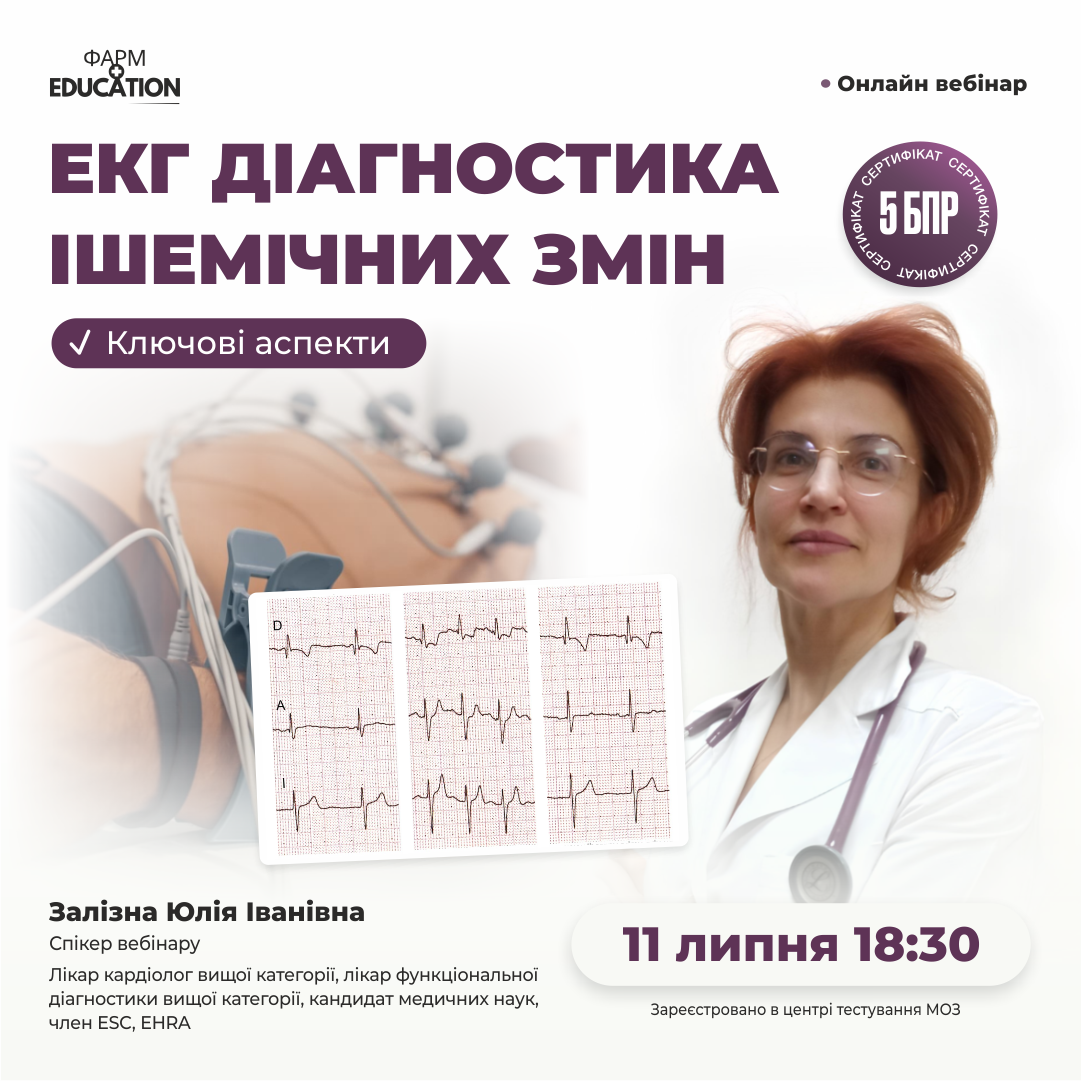 ФАРМ
EDUCATION
• Онлайн вебінар
ЕКГ ДІАГНОСТИКА
ІШЕМІЧНИХ ЗМІН
СЕРТИФІКАТ СЕРТИФІКАТ СЕРТИФІКАТ СЕРТИФІКАТ
5 БПР
✓ Ключові аспекти
D
A
I
Залізна Юлія Іванівна
Спікер вебінару
Лікар кардіолог вищої категорії, лікар функціональної
діагностики вищої категорії, кандидат медичних наук,
член ESC, EHRA
11 липня 18:30
Зареєстровано в центрі тестування МОЗ